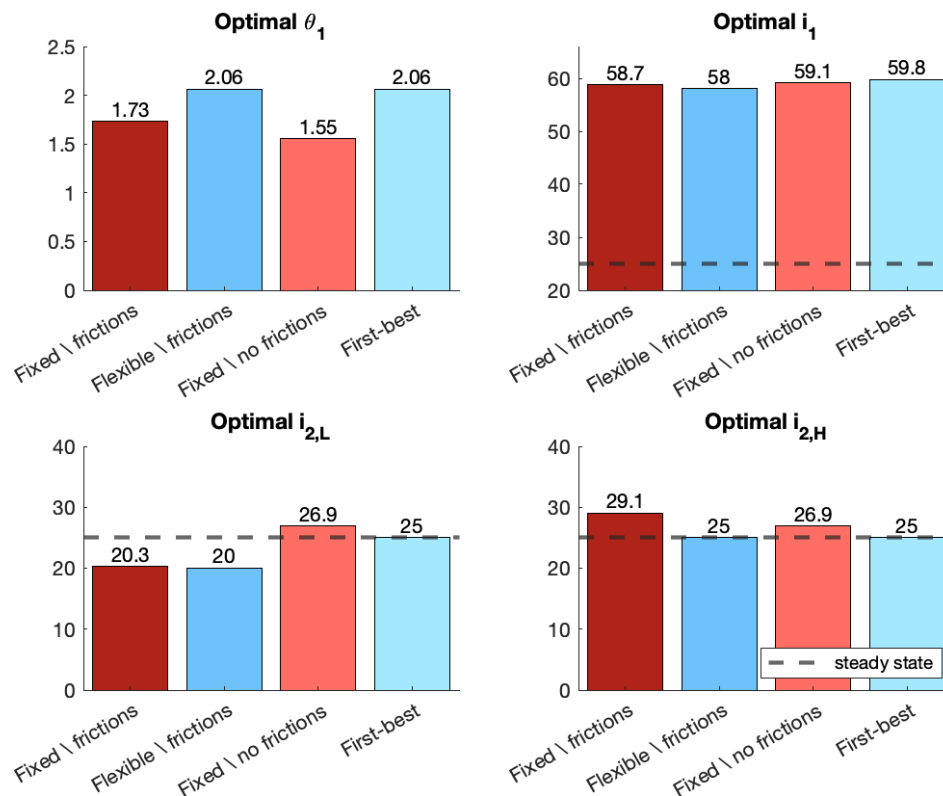 Optimal θ1
2.5
2
1.5
1
0.5
0
1.73
2.06
1.55
2.06
Fixed \ frictions
Flexible \ frictions
Fixed \ no frictions
First-best
Optimal i1
60
50
40
30
20
58.7
58
59.1
59.8
Fixed \ frictions
Flexible \ frictions
Fixed \ no frictions
First-best
Optimal i2,L
40
30
20
10
0
20.3
20
26.9
25
Fixed \ frictions
Flexible \ frictions
Fixed \ no frictions
First-best
Optimal i2,H
40
30
20
10
0
29.1
25
26.9
25
steady state
Fixed \ frictions
Flexible \ frictions
Fixed \ no frictions
First-best